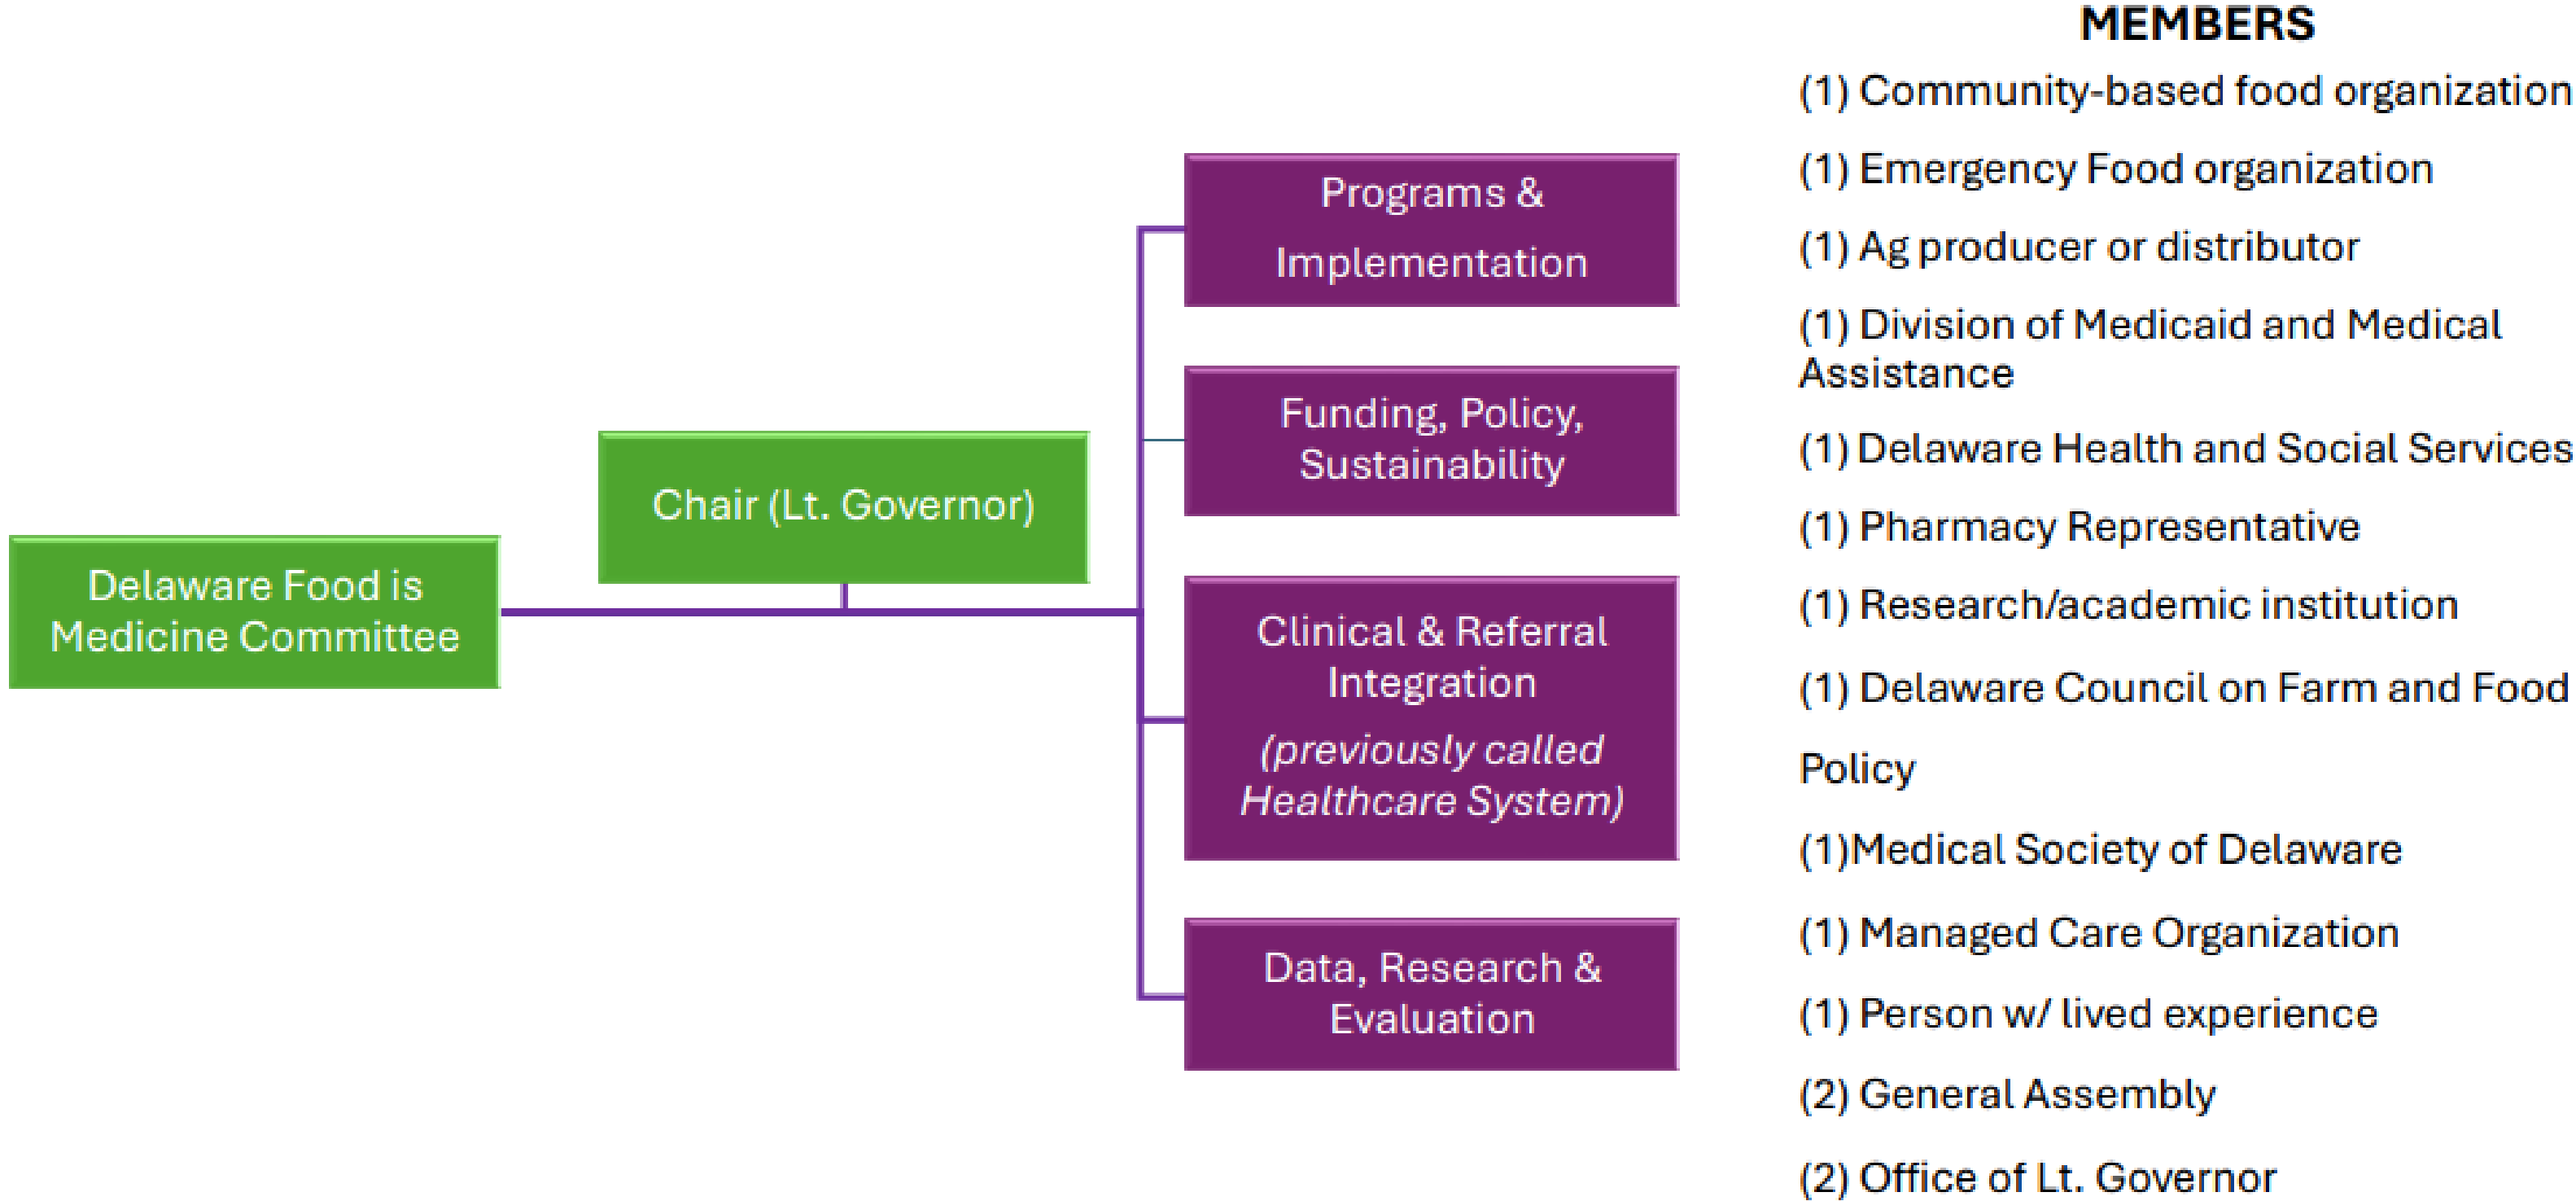 Delaware Food is
Medicine Committee
Chair (Lt. Governor)
Programs &
Implementation
Funding, Policy,
Sustainability
Clinical & Referral
Integration
(previously called
Healthcare System)
Data, Research &
Evaluation
MEMBERS
(1) Community-based food organization
(1) Emergency Food organization
(1) Ag producer or distributor
(1) Division of Medicaid and Medical
Assistance
(1) Delaware Health and Social Services
(1) Pharmacy Representative
(1) Research/academic institution
(1) Delaware Council on Farm and Food
Policy
(1)Medical Society of Delaware
(1) Managed Care Organization
(1) Person w/ lived experience
(2) General Assembly
(2) Office of Lt. Governor